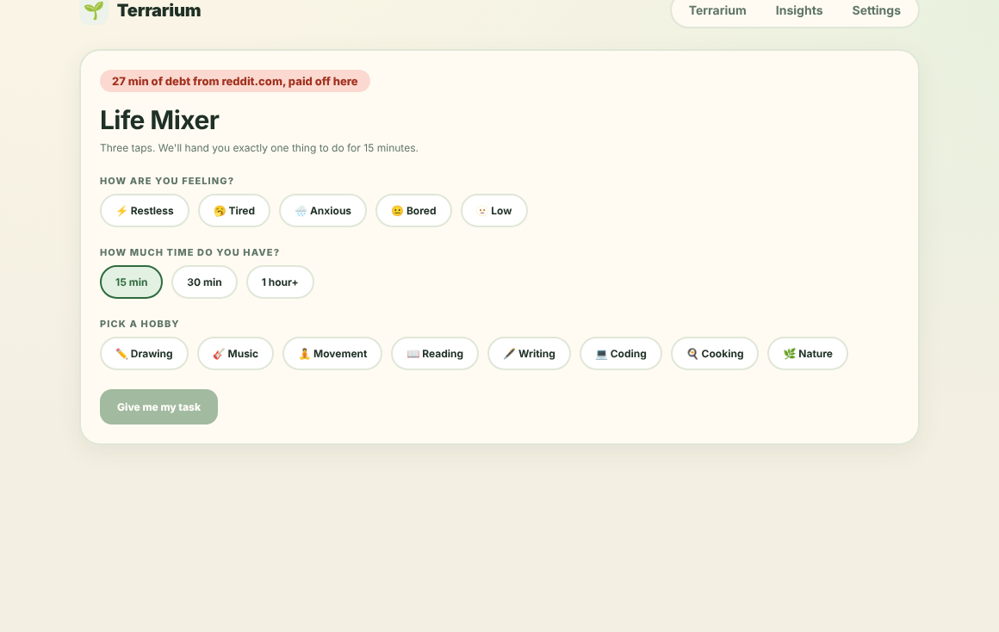 🌱 Terrarium
Terrarium Insights Settings
27 min of debt from reddit.com, paid off here
Life Mixer
Three taps. We'll hand you exactly one thing to do for 15 minutes.
HOW ARE YOU FEELING?
⚡ Restless 🥱 Tired 🌧️ Anxious 😐 Bored 🫥 Low
HOW MUCH TIME DO YOU HAVE?
15 min 30 min 1 hour+
PICK A HOBBY
✏️ Drawing 🎸 Music 🧘 Movement 📖 Reading 🖋️ Writing 💻 Coding 🍳 Cooking 🌿 Nature
Give me my task